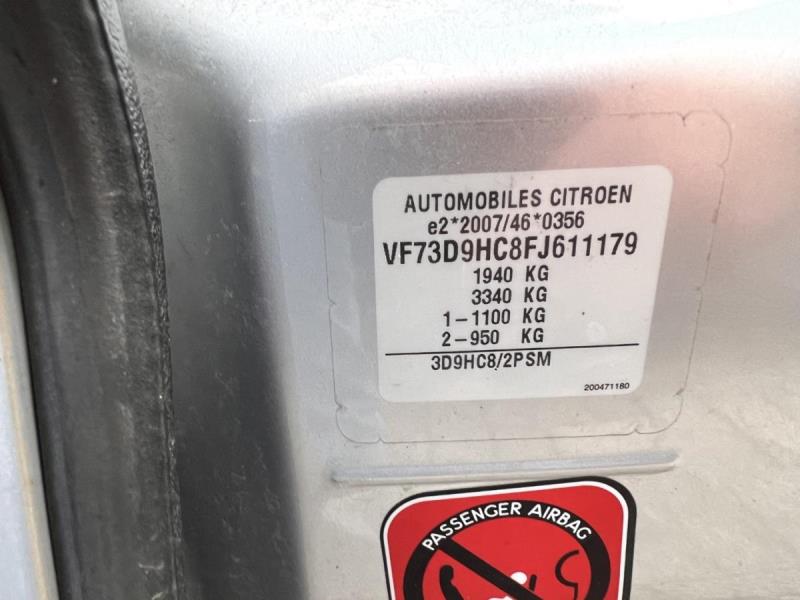 AUTOMOBILES CITROEN
e2*2007/46*0356
VF73D9HC8FJ611179
1940 KG
3340 KG
1-1100 KG
2-950 KG
3D9HC8/2PSM
200471180
PASSENGER AIRBAG